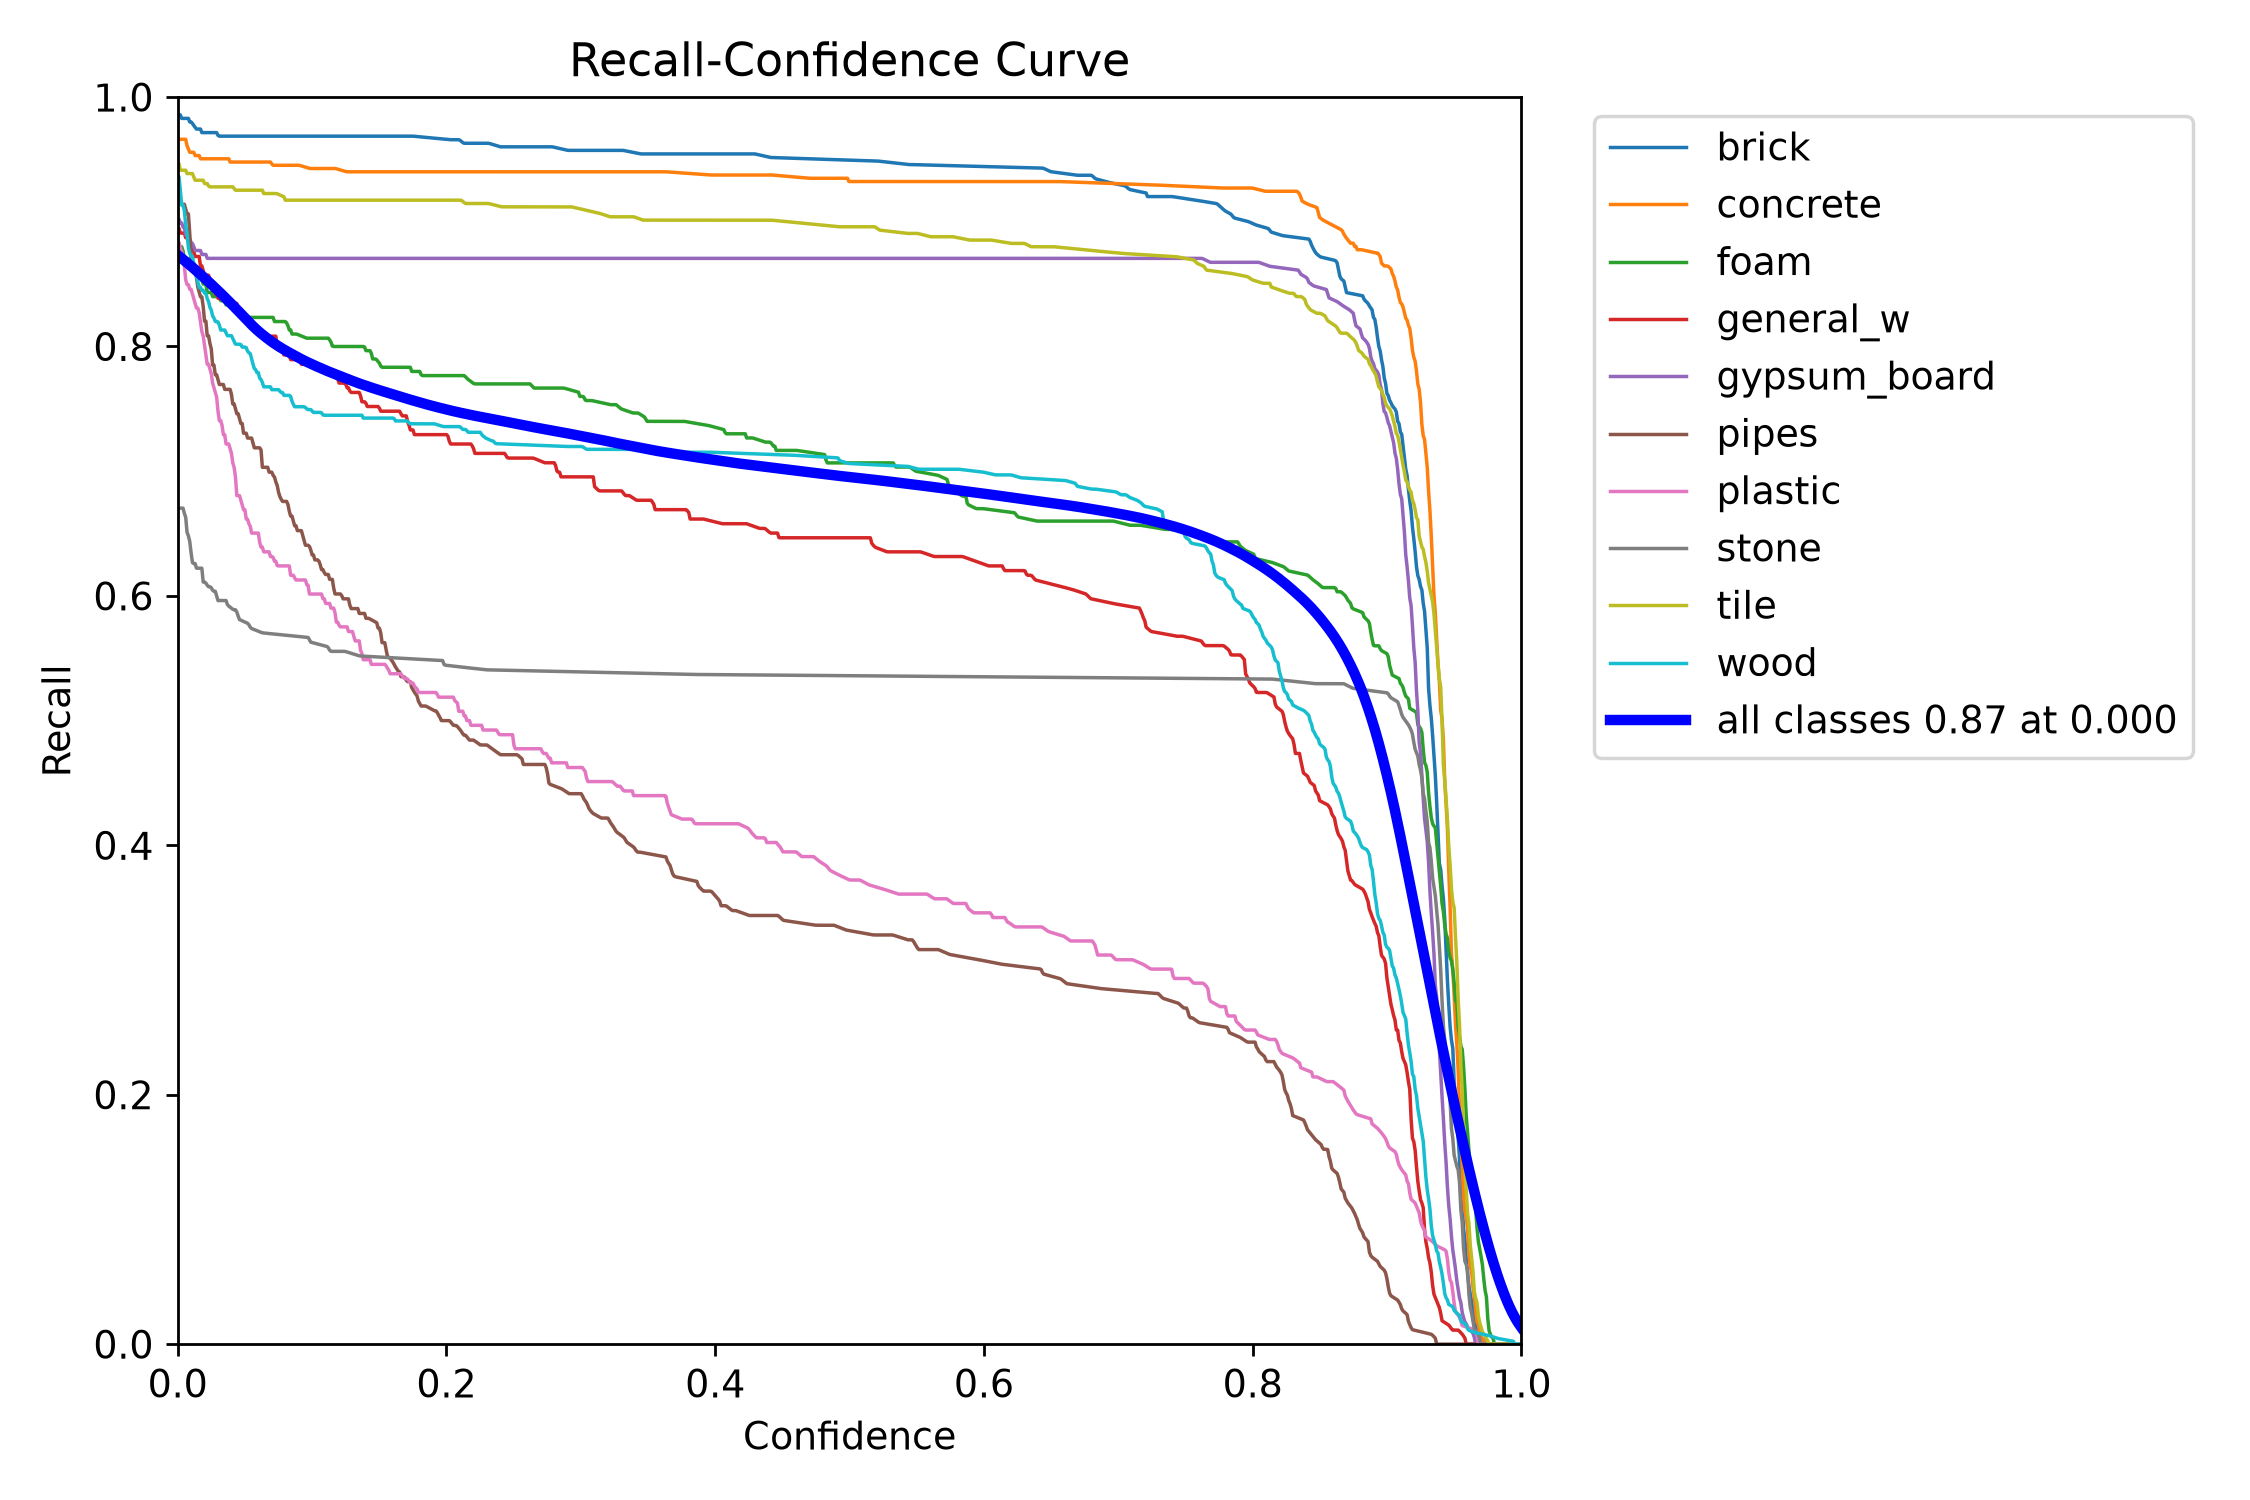 Recall-Confidence Curve
1.0
0.8
0.6
0.4
0.2
0.0
Recall
0.0 0.2 0.4 0.6 0.8 1.0
Confidence
brick
concrete
foam
general_w
gypsum_board
pipes
plastic
stone
tile
wood
all classes 0.87 at 0.000